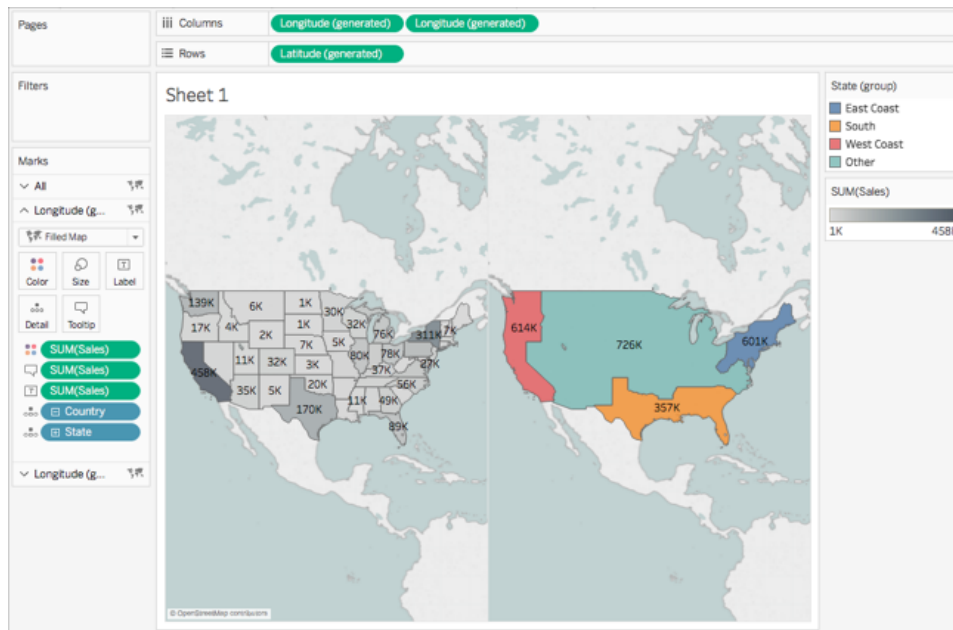 Pages
Columns
Longitude (generated)
Longitude (generated)
Rows
Latitude (generated)
Filters
Marks
All
Longitude (g...
Filled Map
Color
Size
Label
Detail
Tooltip
SUM(Sales)
SUM(Sales)
SUM(Sales)
Country
State
Longitude (g...
Sheet 1
139K
6K
1K
30K
17K
4K
1K
32K
76K
311K
7K
2K
7K
5K
11K
32K
3K
80K
78K
27K
458K
37K
35K
5K
20K
56K
170K
11K
49K
89K
614K
726K
601K
357K
© OpenStreetMap contributors
State (group)
East Coast
South
West Coast
Other
SUM(Sales)
1K
458K